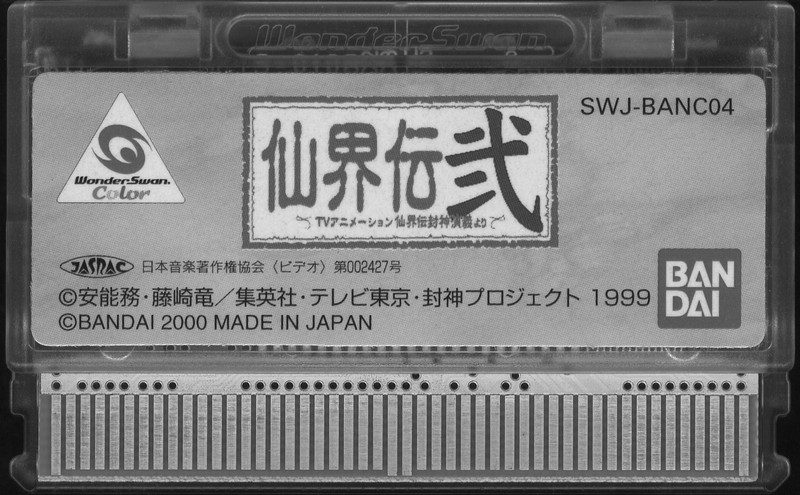 WonderSwan
SWJ-BANC04
WonderSwan
Color
仙界伝弐
TVアニメーション 仙界伝封神演義より
JASRAC 日本音楽著作権協会〈ビデオ〉第002427号
©安能務・藤崎竜／集英社・テレビ東京・封神プロジェクト 1999
©BANDAI 2000 MADE IN JAPAN
BAN
DAI